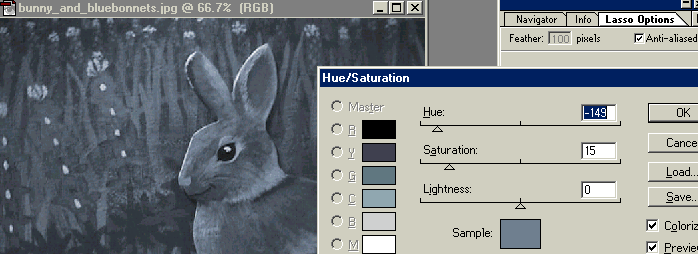 bunny_and_bluebonnets.jpg @ 66.7% (RGB)
Navigator Info Lasso Options
Feather: 100 pixels Anti-aliased
Hue/Saturation
Master
R
Y
G
C
B
M
Hue: -149
Saturation: 15
Lightness: 0
Sample:
OK
Cance
Load...
Save..
Coloriz
Preview